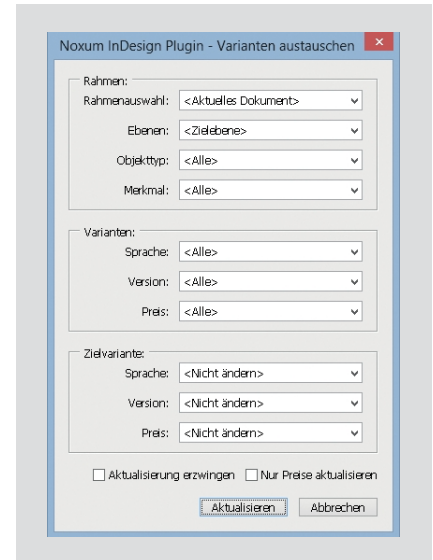 Noxum InDesign Plugin - Varianten austauschen
Rahmen:
Rahmenauswahl: <Aktuelles Dokument>
Ebenen: <Zielebene>
Objekttyp: <Alle>
Merkmal: <Alle>
Varianten:
Sprache: <Alle>
Version: <Alle>
Preis: <Alle>
Zielvariante:
Sprache: <Nicht ändern>
Version: <Nicht ändern>
Preis: <Nicht ändern>
Aktualisierung erzwingen Nur Preise aktualisieren
Aktualisieren Abbrechen